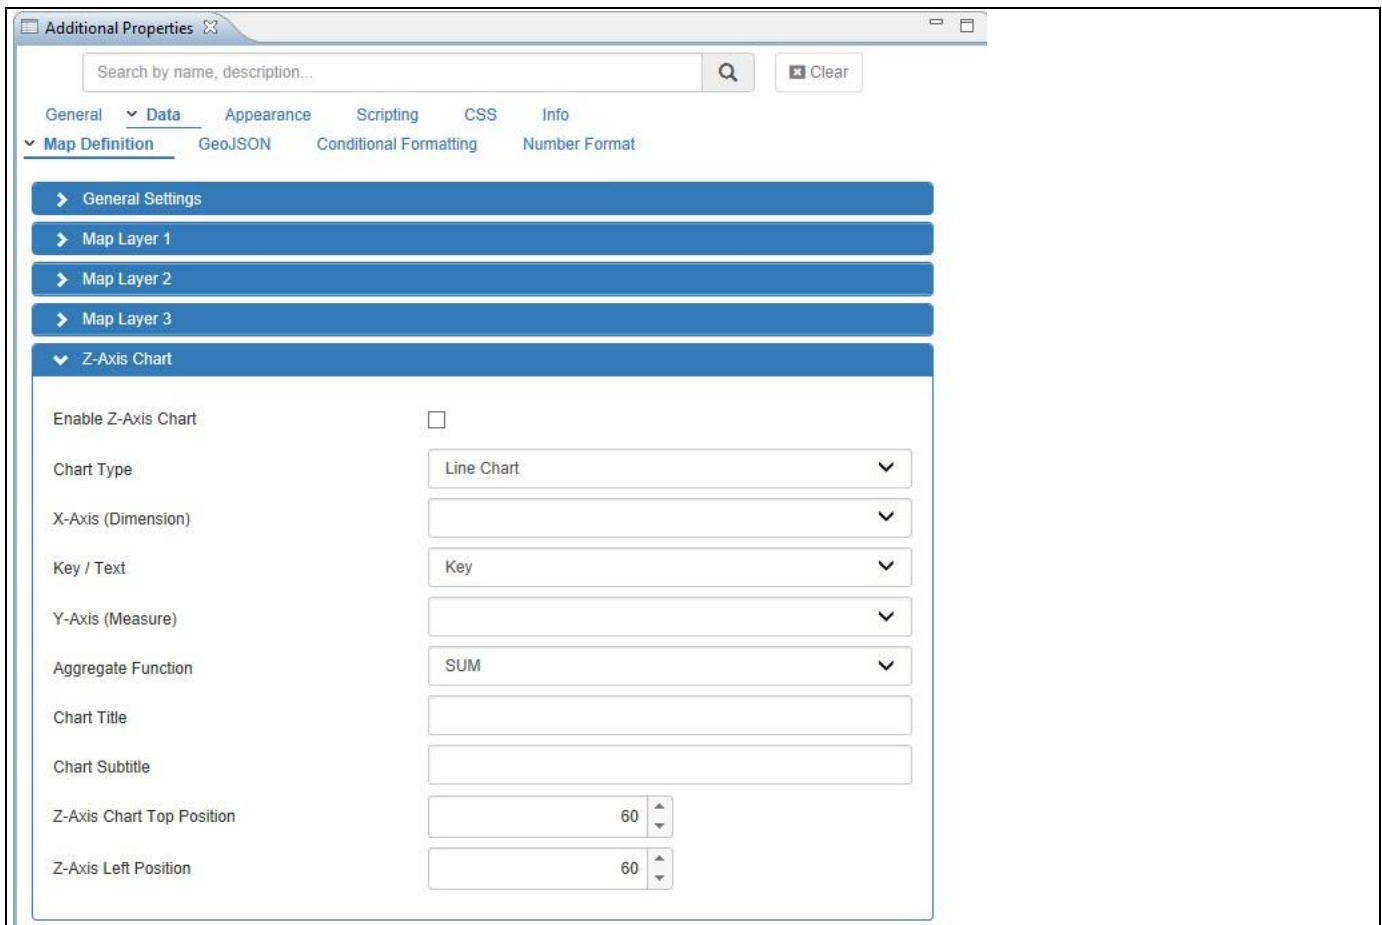 Additional Properties
Search by name, description...
Clear
General Data Appearance Scripting CSS Info
Map Definition GeoJSON Conditional Formatting Number Format
General Settings
Map Layer 1
Map Layer 2
Map Layer 3
Z-Axis Chart
Enable Z-Axis Chart
Chart Type Line Chart
X-Axis (Dimension)
Key / Text Key
Y-Axis (Measure)
Aggregate Function SUM
Chart Title
Chart Subtitle
Z-Axis Chart Top Position 60
Z-Axis Left Position 60